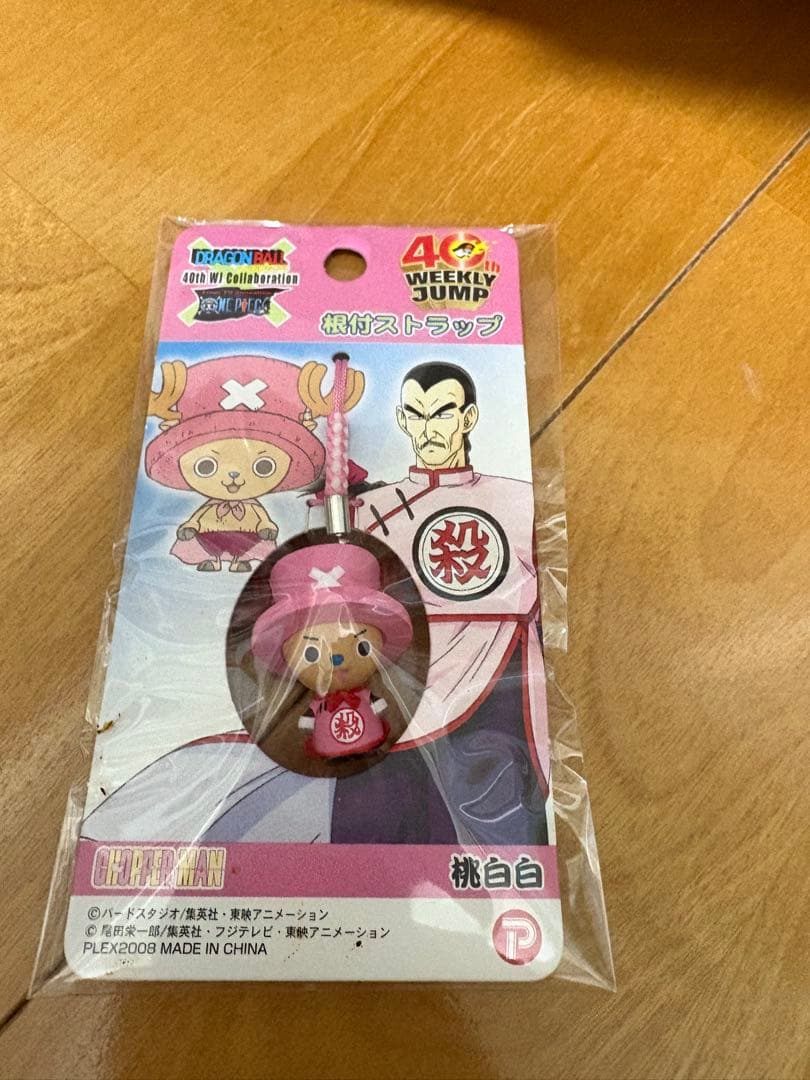 DRAGONBALL
40th WJ Collaboration
ONE PIECE
40th
WEEKLY
JUMP
根付ストラップ
殺
殺
CHOPPER MAN
桃白白
©バードスタジオ/集英社・東映アニメーション
© 尾田栄一郎/集英社・フジテレビ・東映アニメーション
PLEX2008 MADE IN CHINA
P